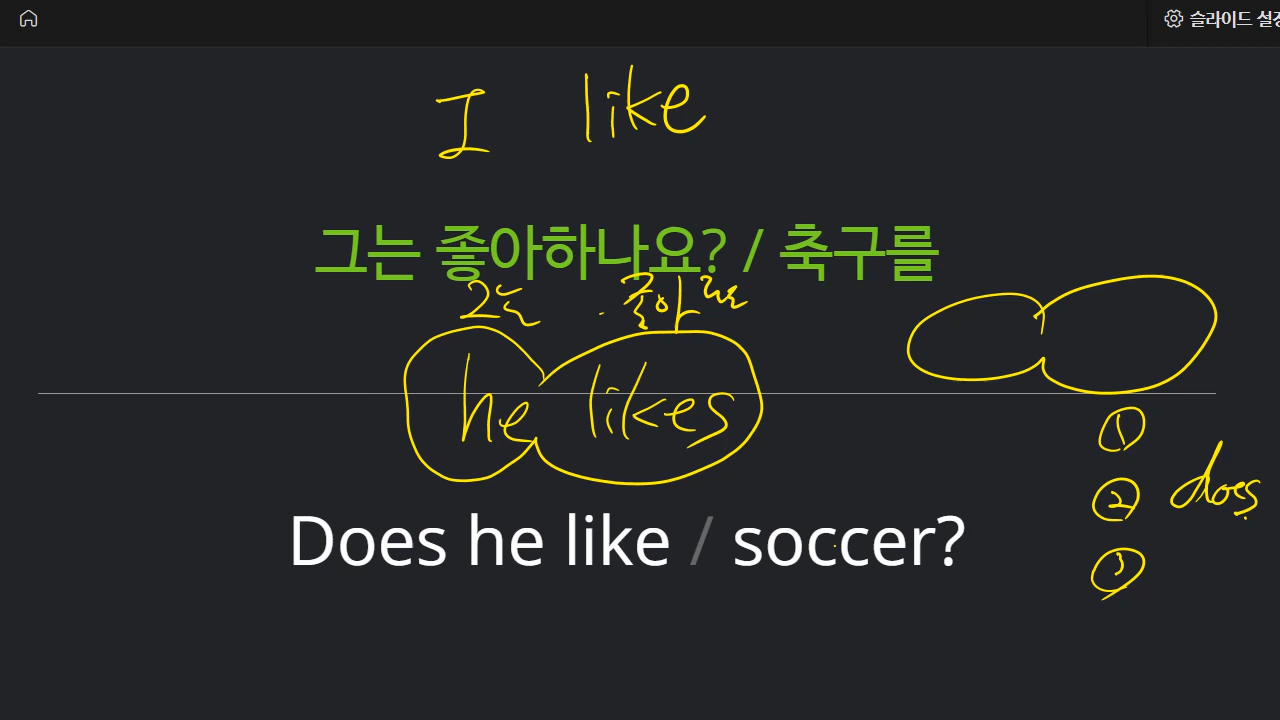 슬라이드 설정
I like
그는 좋아하나요? / 축구를
그는 좋아한
he likes
①
② does
③
Does he like / soccer?